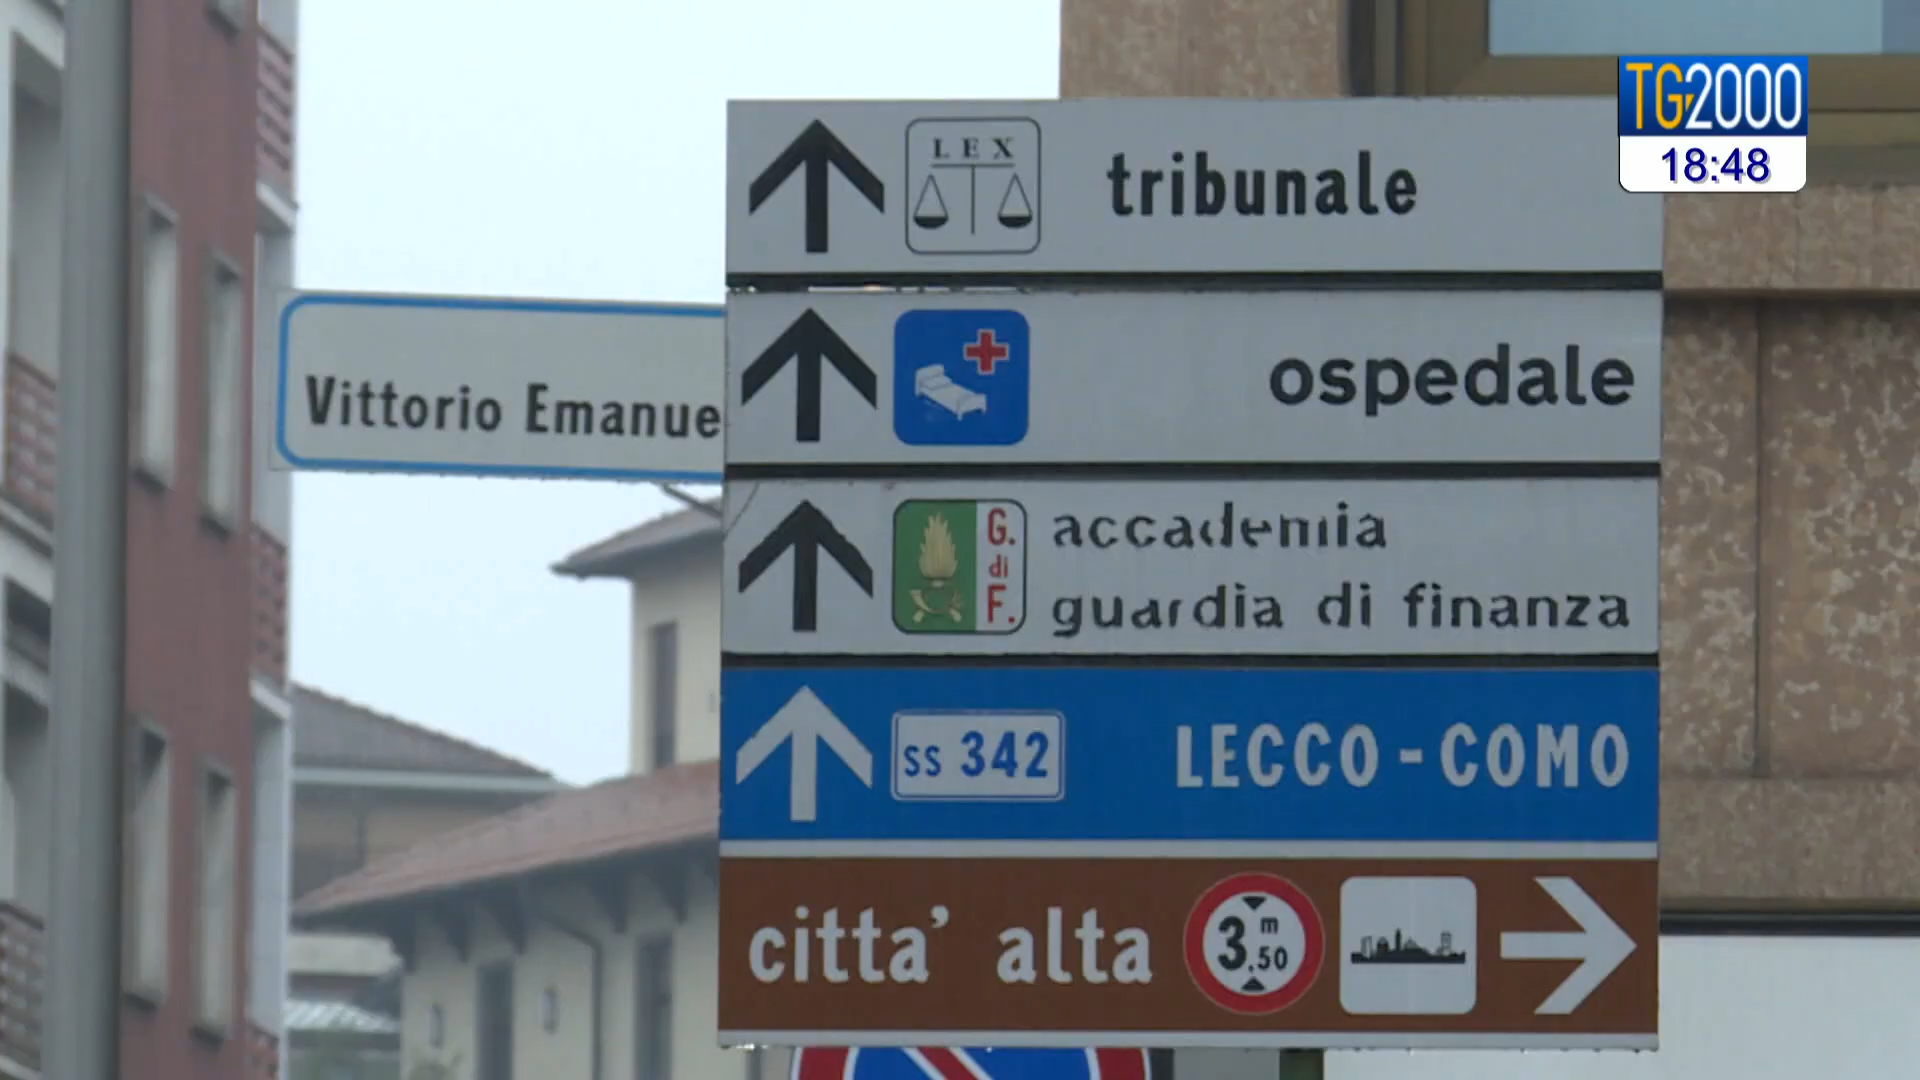 TG2000
18:48
LEX
tribunale
Vittorio Emanue
ospedale
G.
di
F.
accademia
guardia di finanza
ss 342
LECCO-COMO
citta' alta
3.50 m